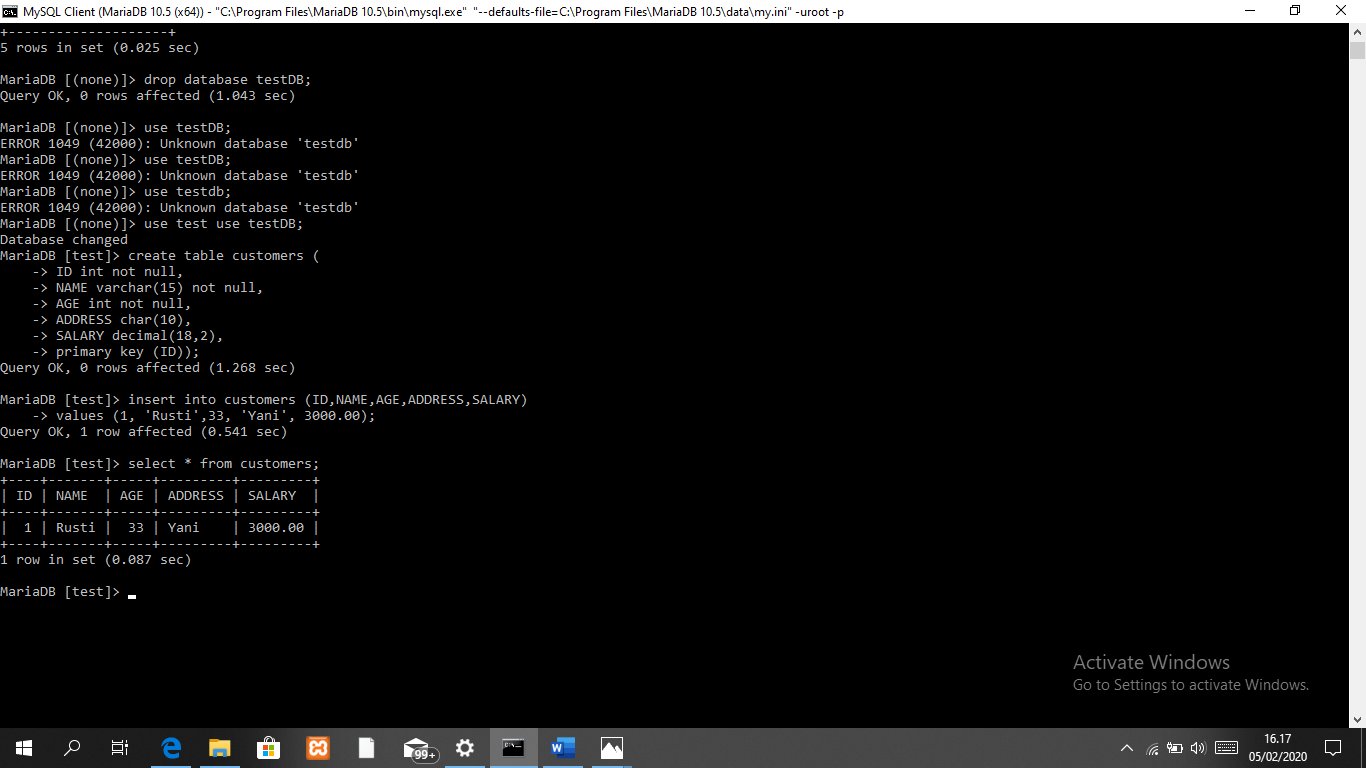 MySQL Client (MariaDB 10.5 (x64)) - "C:\Program Files\MariaDB 10.5\bin\mysql.exe" "--defaults-file=C:\Program Files\MariaDB 10.5\data\my.ini" -uroot -p
+--------------------+
5 rows in set (0.025 sec)
MariaDB [(none)]> drop database testDB;
Query OK, 0 rows affected (1.043 sec)
MariaDB [(none)]> use testDB;
ERROR 1049 (42000): Unknown database 'testdb'
MariaDB [(none)]> use testDB;
ERROR 1049 (42000): Unknown database 'testdb'
MariaDB [(none)]> use testdb;
ERROR 1049 (42000): Unknown database 'testdb'
MariaDB [(none)]> use test use testDB;
Database changed
MariaDB [test]> create table customers (
    -> ID int not null,
    -> NAME varchar(15) not null,
    -> AGE int not null,
    -> ADDRESS char(10),
    -> SALARY decimal(18,2),
    -> primary key (ID));
Query OK, 0 rows affected (1.268 sec)
MariaDB [test]> insert into customers (ID,NAME,AGE,ADDRESS,SALARY)
    -> values (1, 'Rusti',33, 'Yani', 3000.00);
Query OK, 1 row affected (0.541 sec)
MariaDB [test]> select * from customers;
+----+-------+-----+---------+---------+
| ID | NAME  | AGE | ADDRESS | SALARY  |
+----+-------+-----+---------+---------+
|  1 | Rusti |  33 | Yani    | 3000.00 |
+----+-------+-----+---------+---------+
1 row in set (0.087 sec)
MariaDB [test]>
Activate Windows
Go to Settings to activate Windows.
99+
16.17
05/02/2020